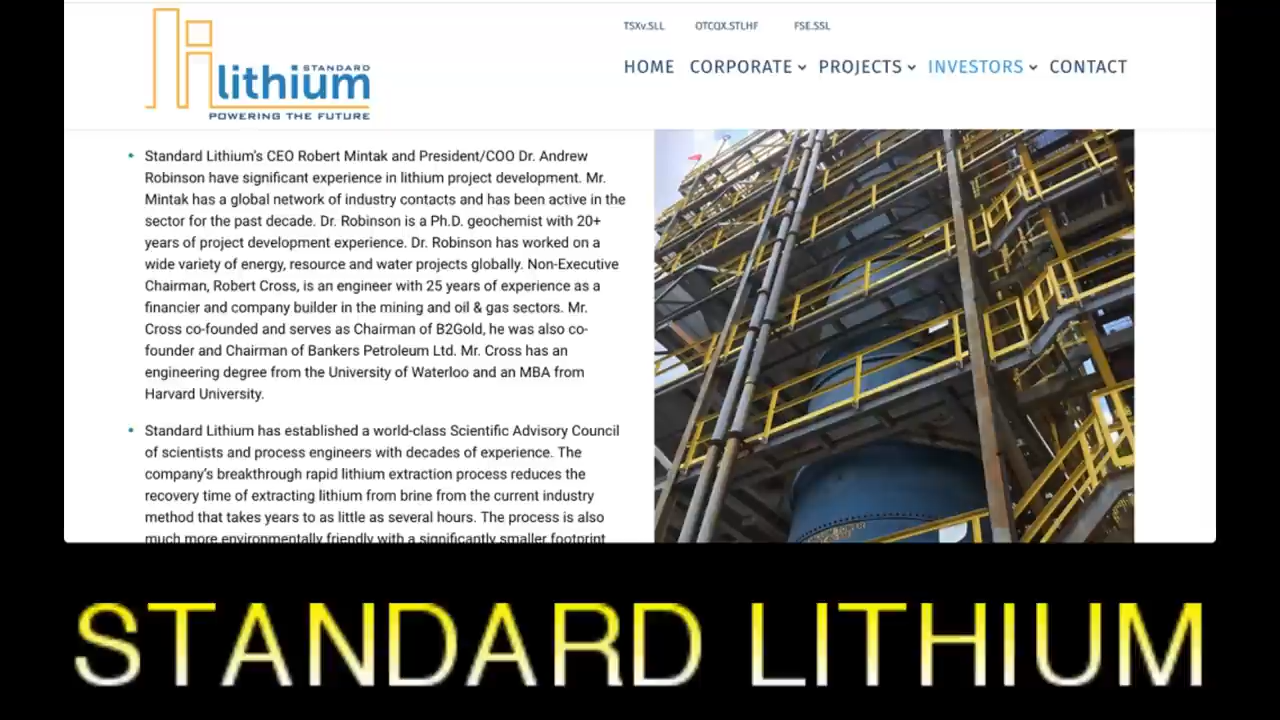 TSXv.SLL OTCQX.STLHF FSE.SSL
STANDARD
lithium
POWERING THE FUTURE
HOME CORPORATE PROJECTS INVESTORS CONTACT
• Standard Lithium's CEO Robert Mintak and President/COO Dr. Andrew
Robinson have significant experience in lithium project development. Mr.
Mintak has a global network of industry contacts and has been active in the
sector for the past decade. Dr. Robinson is a Ph.D. geochemist with 20+
years of project development experience. Dr. Robinson has worked on a
wide variety of energy, resource and water projects globally. Non-Executive
Chairman, Robert Cross, is an engineer with 25 years of experience as a
financier and company builder in the mining and oil & gas sectors. Mr.
Cross co-founded and serves as Chairman of B2Gold, he was also co-
founder and Chairman of Bankers Petroleum Ltd. Mr. Cross has an
engineering degree from the University of Waterloo and an MBA from
Harvard University.
• Standard Lithium has established a world-class Scientific Advisory Council
of scientists and process engineers with decades of experience. The
company's breakthrough rapid lithium extraction process reduces the
recovery time of extracting lithium from brine from the current industry
method that takes years to as little as several hours. The process is also
much more environmentally friendly with a significantly smaller footprint
STANDARD LITHIUM